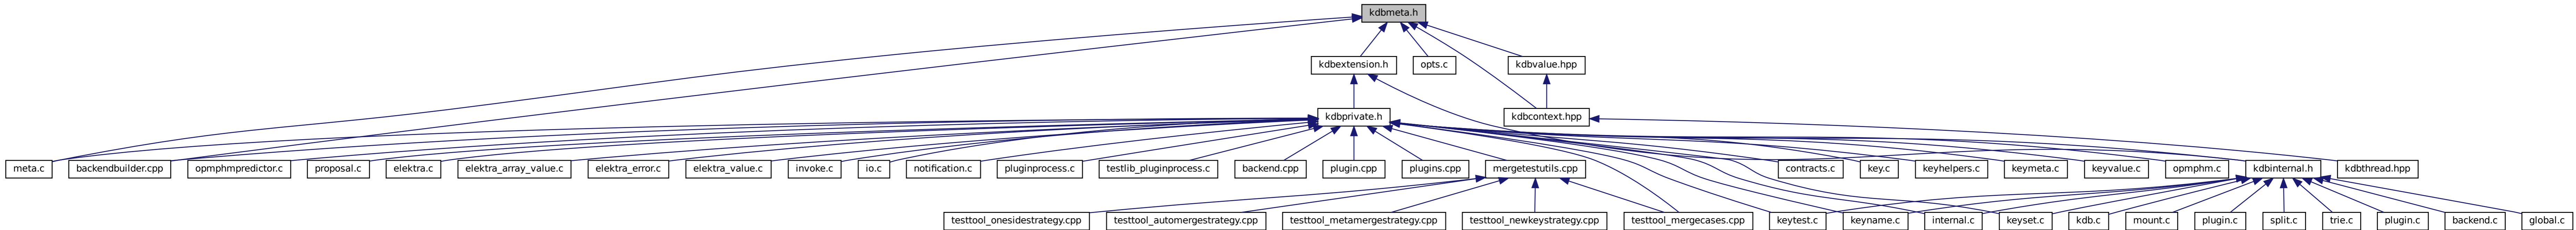 kdbmeta.h
kdbextension.h
opts.c
kdbvalue.hpp
kdbprivate.h
kdbcontext.hpp
meta.c
backendbuilder.cpp
opmphmpredictor.c
proposal.c
elektra.c
elektra_array_value.c
elektra_error.c
elektra_value.c
invoke.c
io.c
notification.c
pluginprocess.c
testlib_pluginprocess.c
backend.cpp
plugin.cpp
plugins.cpp
mergetestutils.cpp
contracts.c
key.c
keyhelpers.c
keymeta.c
keyvalue.c
opmphm.c
kdbinternal.h
kdbthread.hpp
testtool_onesidestrategy.cpp
testtool_automergestrategy.cpp
testtool_metamergestrategy.cpp
testtool_newkeystrategy.cpp
testtool_mergecases.cpp
keytest.c
keyname.c
internal.c
keyset.c
kdb.c
mount.c
plugin.c
split.c
trie.c
plugin.c
backend.c
global.c